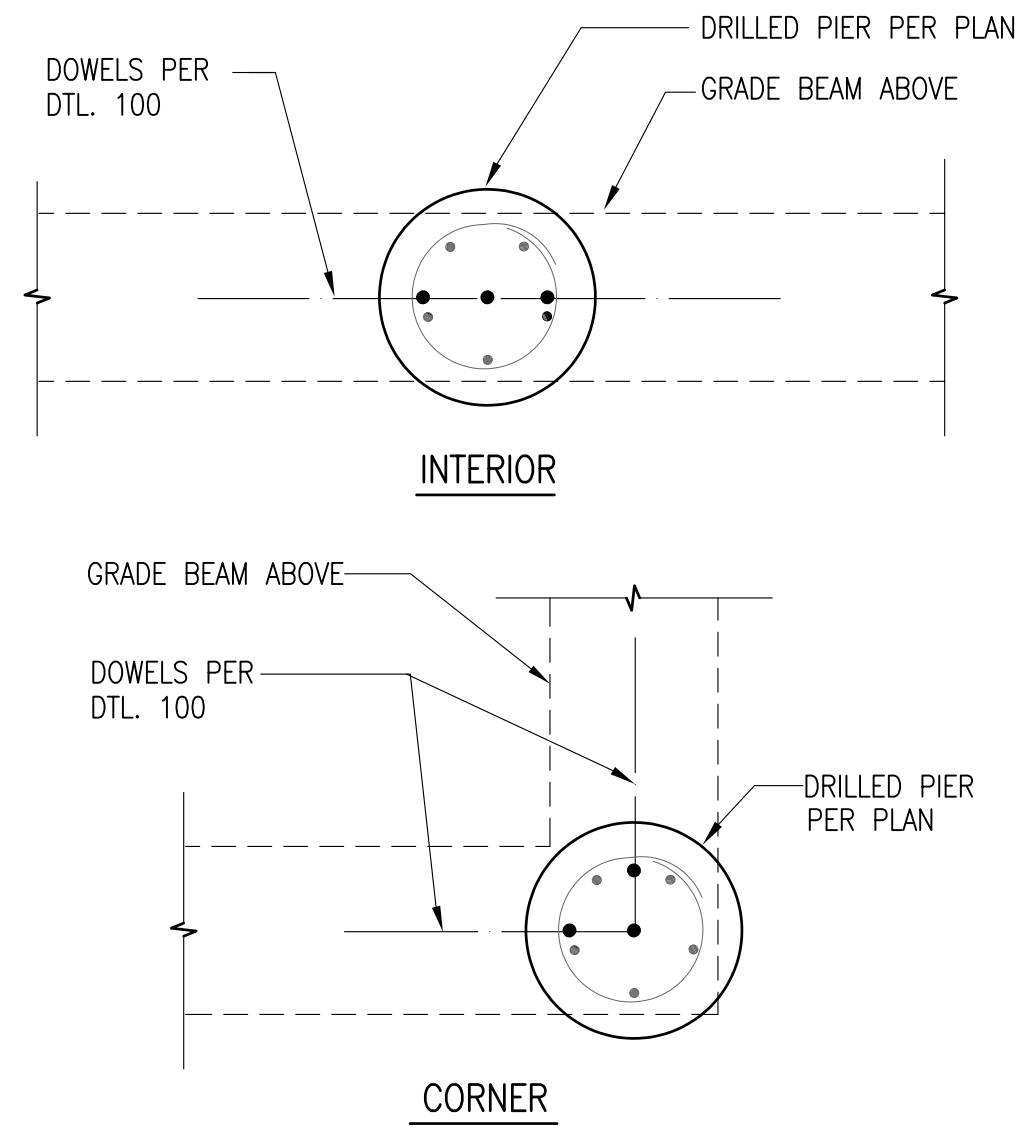 DRILLED PIER PER PLAN
DOWELS PER
DTL. 100
GRADE BEAM ABOVE
INTERIOR
GRADE BEAM ABOVE
DOWELS PER
DTL. 100
DRILLED PIER
PER PLAN
CORNER